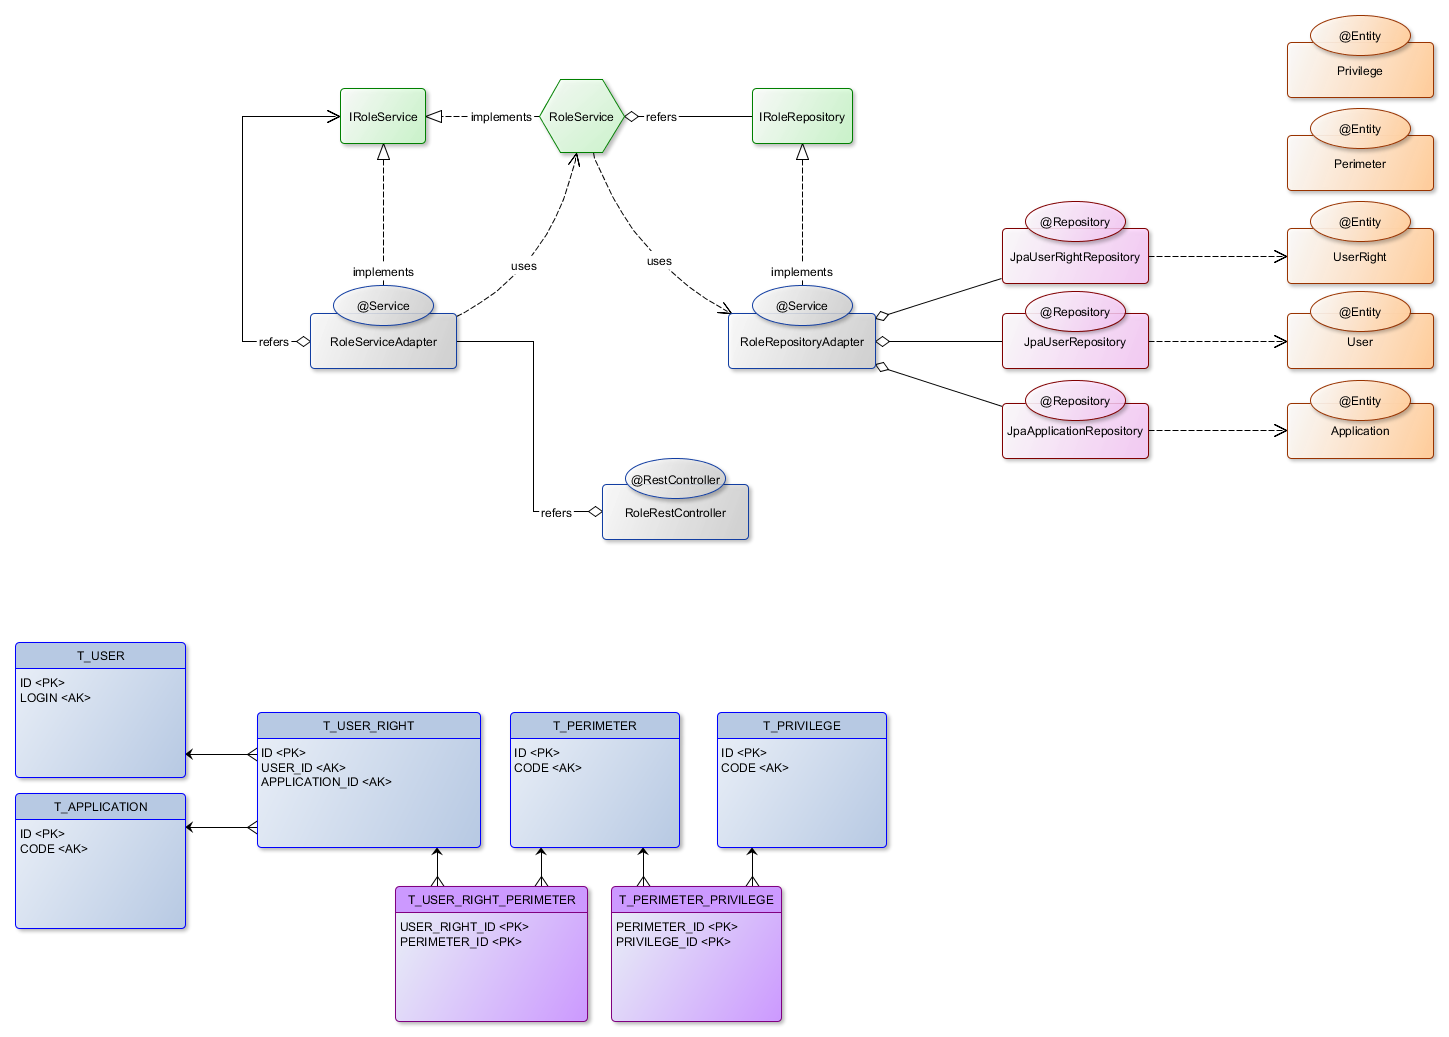 @Entity
Privilege
IRoleService
implements
RoleService
refers
IRoleRepository
@Entity
Perimeter
@Repository
JpaUserRightRepository
@Entity
UserRight
implements
uses
uses
implements
@Service
RoleServiceAdapter
refers
@Service
RoleRepositoryAdapter
@Repository
JpaUserRepository
@Entity
User
@Repository
JpaApplicationRepository
@Entity
Application
@RestController
RoleRestController
refers
T_USER
ID <PK>
LOGIN <AK>
T_APPLICATION
ID <PK>
CODE <AK>
T_USER_RIGHT
ID <PK>
USER_ID <AK>
APPLICATION_ID <AK>
T_PERIMETER
ID <PK>
CODE <AK>
T_PRIVILEGE
ID <PK>
CODE <AK>
T_USER_RIGHT_PERIMETER
USER_RIGHT_ID <PK>
PERIMETER_ID <PK>
T_PERIMETER_PRIVILEGE
PERIMETER_ID <PK>
PRIVILEGE_ID <PK>